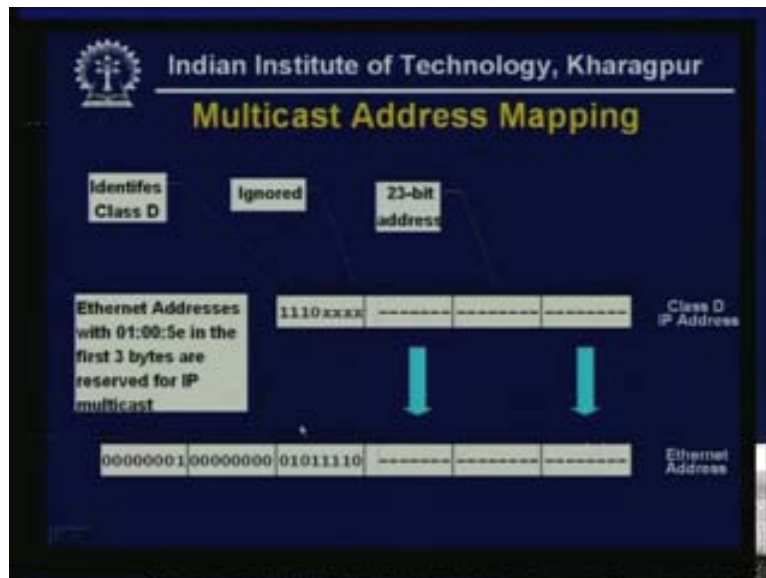 Indian Institute of Technology, Kharagpur
Multicast Address Mapping
Identifes
Class D
Ignored
23-bit
address
Ethernet Addresses
with 01:00:5e in the
first 3 bytes are
reserved for IP
multicast
1110xxxx -------- -------- --------
Class D
IP Address
00000001 00000000 01011110 -------- -------- --------
Ethernet
Address